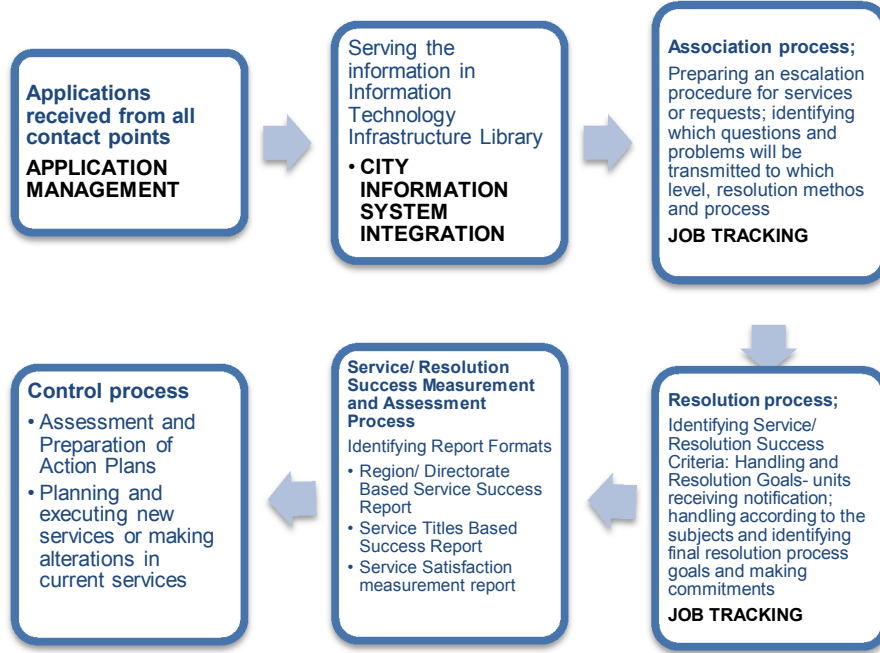 Applications
received from all
contact points
APPLICATION
MANAGEMENT
Serving the
information in
Information
Technology
Infrastructure Library
• CITY
INFORMATION
SYSTEM
INTEGRATION
Association process;
Preparing an escalation
procedure for services
or requests; identifying
which questions and
problems will be
transmitted to which
level, resolution methos
and process
JOB TRACKING
Resolution process;
Identifying Service/
Resolution Success
Criteria: Handling and
Resolution Goals- units
receiving notification;
handling according to the
subjects and identifying
final resolution process
goals and making
commitments
JOB TRACKING
Service/ Resolution
Success Measurement
and Assessment
Process
Identifying Report Formats
• Region/ Directorate
Based Service Success
Report
• Service Titles Based
Success Report
• Service Satisfaction
measurement report
Control process
• Assessment and
Preparation of
Action Plans
• Planning and
executing new
services or making
alterations in
current services